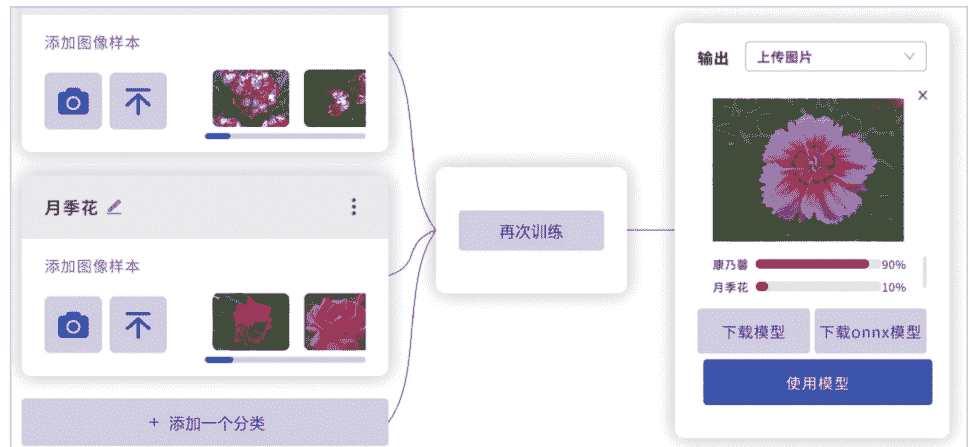 添加图像样本
月季花
添加图像样本
+ 添加一个分类
再次训练
输出
上传图片
x
康乃馨 90%
月季花 10%
下载模型
下载onnx模型
使用模型